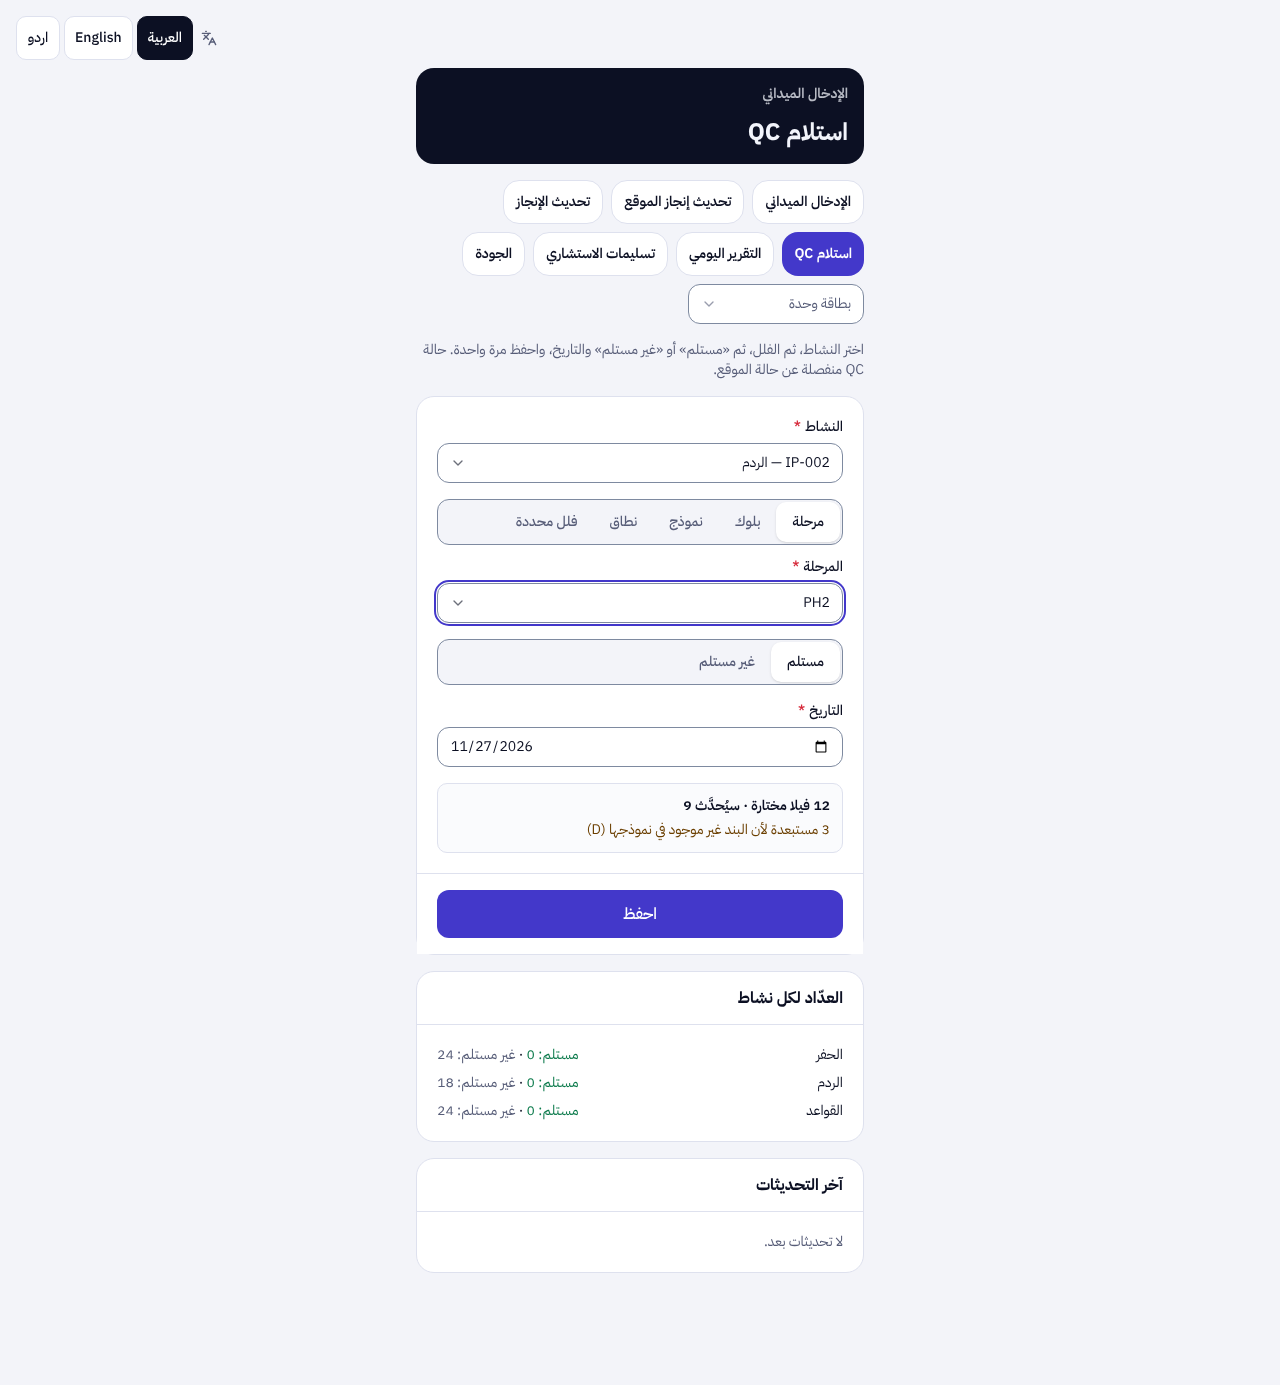 العربية English اردو
الإدخال الميداني
استلام QC
الإدخال الميداني تحديث إنجاز الموقع تحديث الإنجاز
استلام QC التقرير اليومي تسليمات الاستشاري الجودة
بطاقة وحدة
اختر النشاط، ثم الفلل، ثم «مستلم» أو «غير مستلم» والتاريخ، واحفظ مرة واحدة. حالة
QC منفصلة عن حالة الموقع.
النشاط *
IP-002 — الردم
مرحلة بلوك نموذج نطاق فلل محددة
المرحلة *
PH2
مستلم غير مستلم
التاريخ *
11/27/2026
12 فيلا مختارة · سيُحدَّث 9
3 مستبعدة لأن البند غير موجود في نموذجها (D)
احفظ
العدّاد لكل نشاط
الحفر مستلم: 0 · غير مستلم: 24
الردم مستلم: 0 · غير مستلم: 18
القواعد مستلم: 0 · غير مستلم: 24
آخر التحديثات
لا تحديثات بعد.